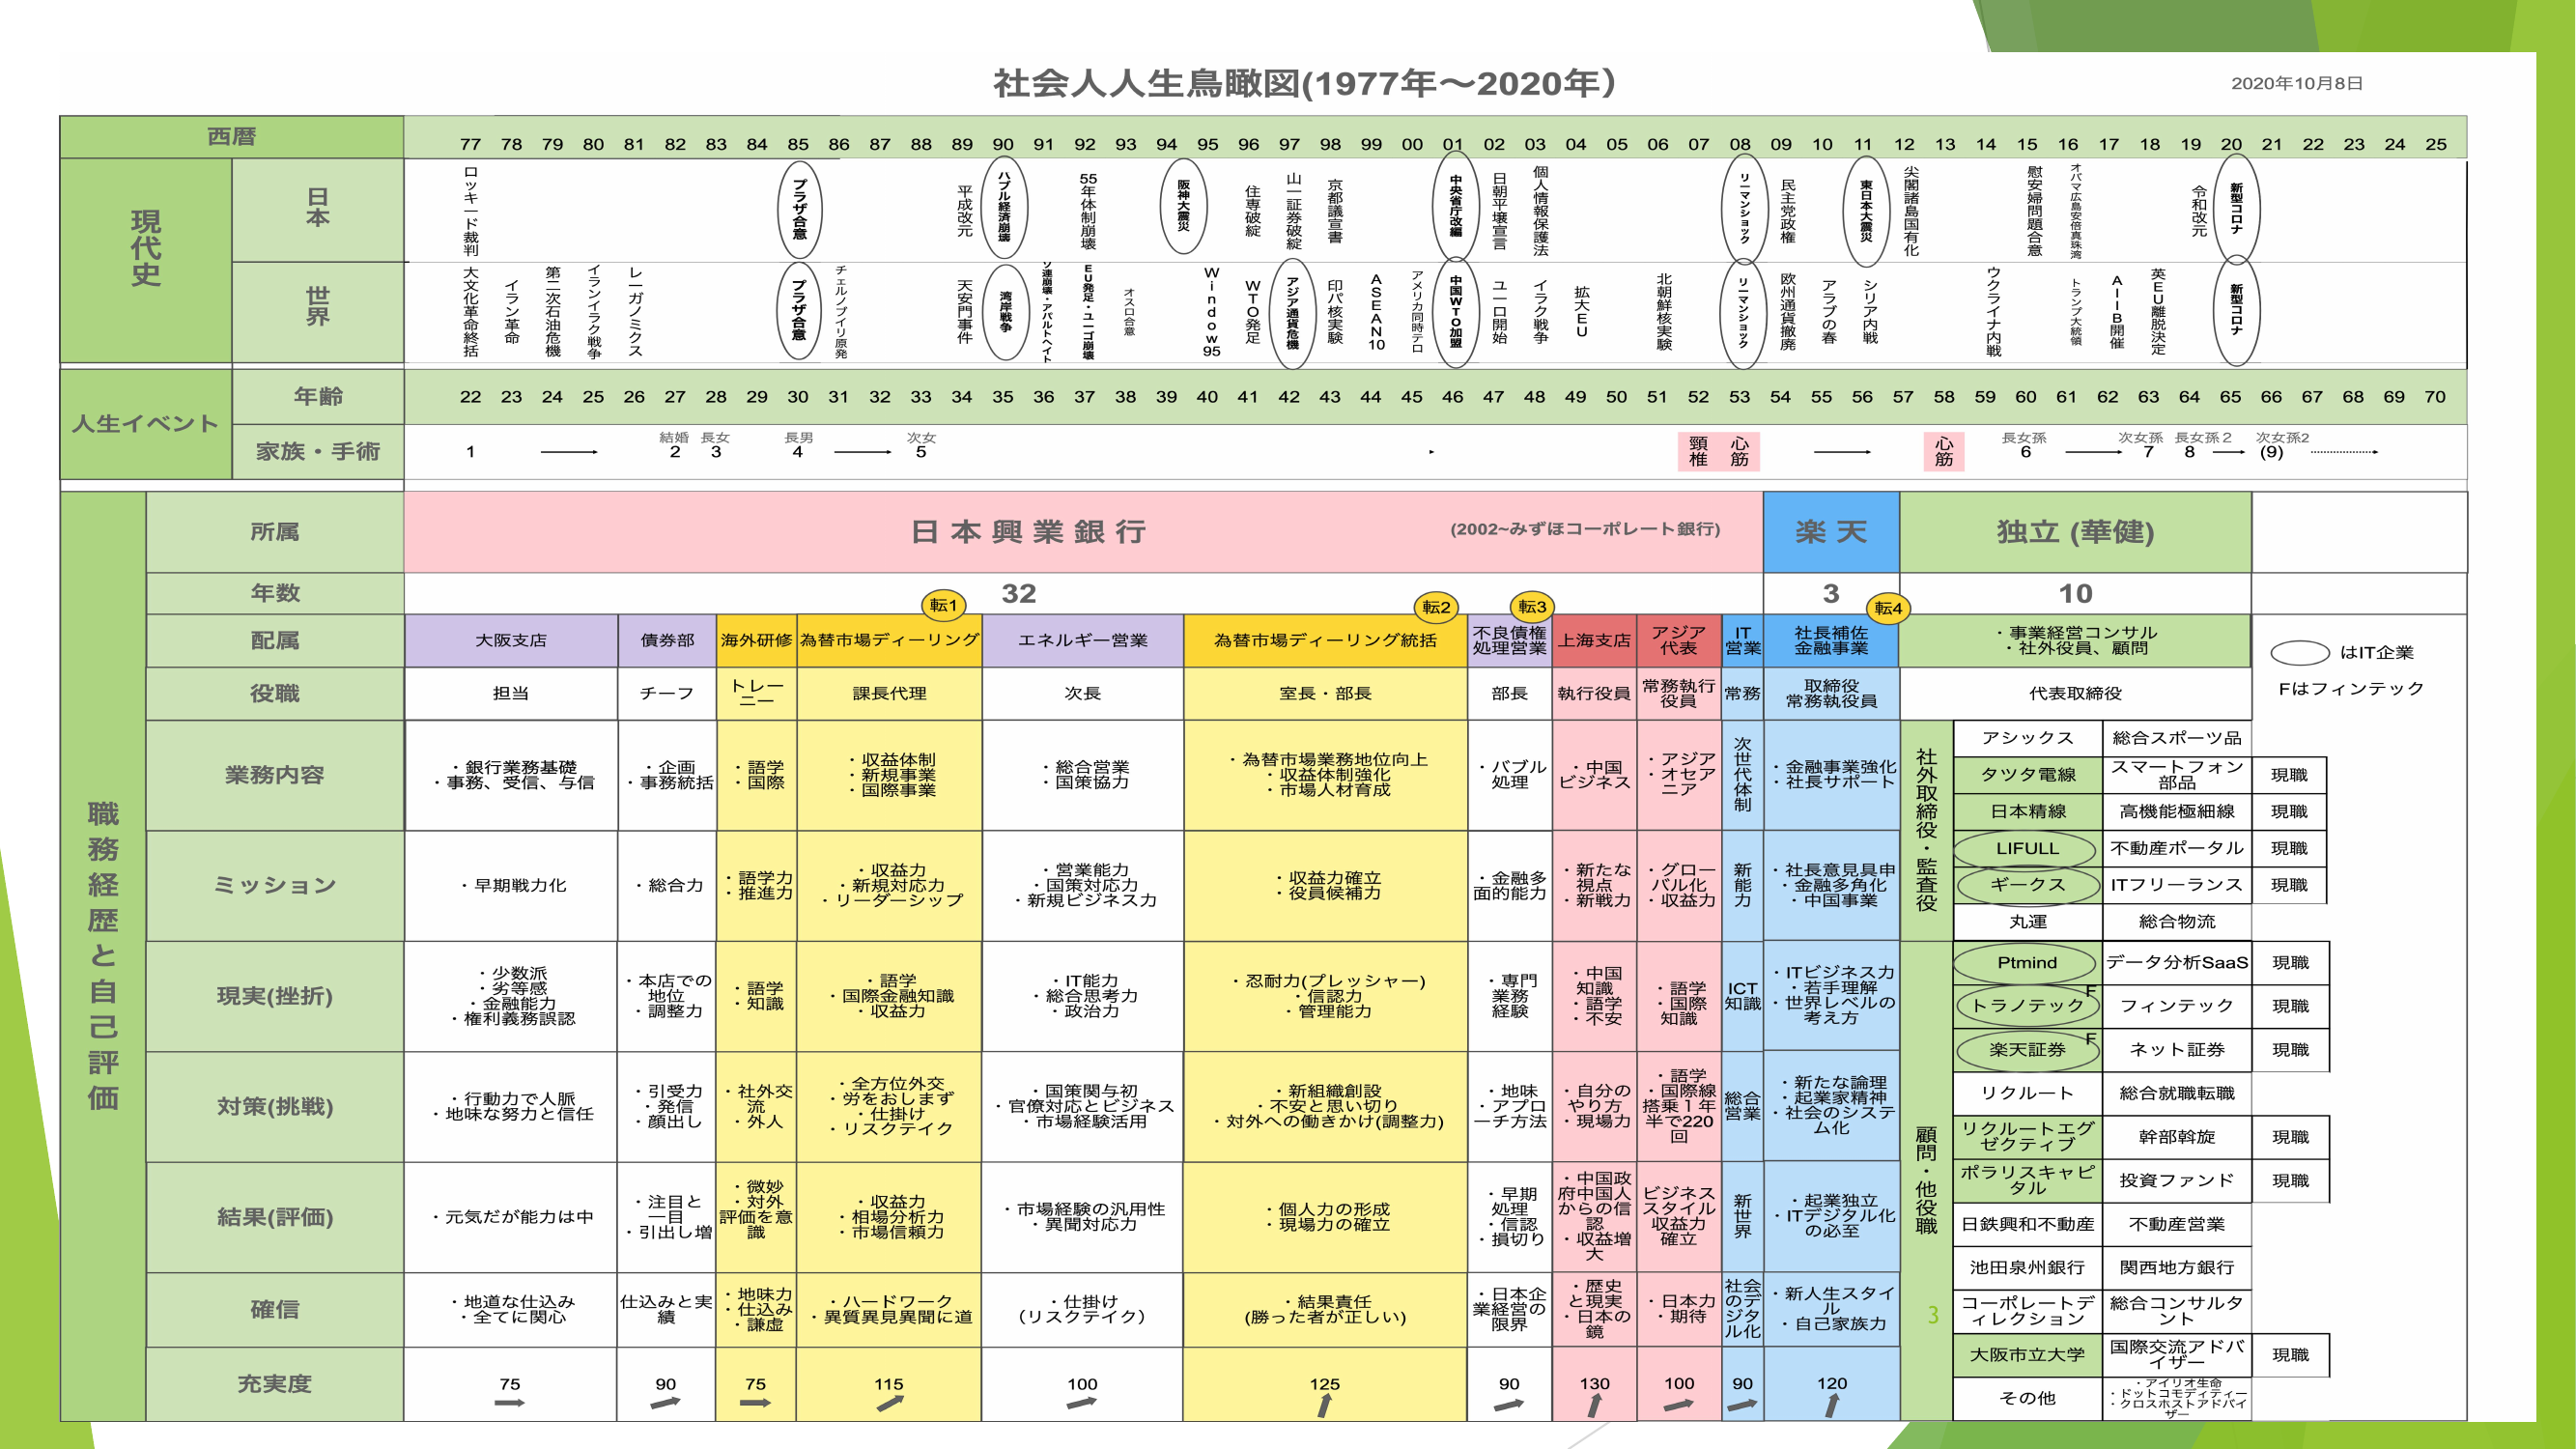 社会人人生鳥瞰図(1977年～2020年）
2020年10月8日
西暦
77 78 79 80 81 82 83 84 85 86 87 88 89 90 91 92 93 94 95 96 97 98 99 00 01 02 03 04 05 06 07 08 09 10 11 12 13 14 15 16 17 18 19 20 21 22 23 24 25
現代史
日本
ロッキード裁判
プラザ合意
平成改元
バブル経済崩壊
55年体制崩壊
阪神大震災
住専破綻
山一証券破綻
京都議定書
中央省庁改編
日朝平壌宣言
個人情報保護法
リーマンショック
民主党政権
東日本大震災
尖閣諸島国有化
慰安婦問題合意
オバマ広島安倍真珠湾
令和改元
新型コロナ
世界
大文化革命終括
イラン革命
第二次石油危機
イランイラク戦争
レーガノミクス
プラザ合意
チェルノブイリ原発
天安門事件
湾岸戦争
ソ連崩壊・アパルトヘイト
EU発足・ユーゴ崩壊
オスロ合意
Window95
WTO発足
アジア通貨危機
印パ核実験
ASEAN10
アメリカ同時テロ
中国WTO加盟
ユーロ開始
イラク戦争
拡大EU
北朝鮮核実験
リーマンショック
欧州通貨撤廃
アラブの春
シリア内戦
ウクライナ内戦
トランプ大統領
AIIB開催
英EU離脱決定
新型コロナ
人生イベント
年齢
22 23 24 25 26 27 28 29 30 31 32 33 34 35 36 37 38 39 40 41 42 43 44 45 46 47 48 49 50 51 52 53 54 55 56 57 58 59 60 61 62 63 64 65 66 67 68 69 70
家族・手術
結婚 長女 長男 次女
1 2 3 4 5
頸椎 心筋 心筋
長女孫 次女孫 長女孫2 次女孫2
6 7 8 (9)
職務経歴と自己評価
所属
日本興業銀行
(2002~みずほコーポレート銀行)
楽天
独立 (華健)
年数
32
3
10
転1
転2
転3
転4
配属
大阪支店
債券部
海外研修
為替市場ディーリング
エネルギー営業
為替市場ディーリング統括
不良債権
処理営業
上海支店
アジア
代表
IT
営業
社長補佐
金融事業
・事業経営コンサル
・社外役員、顧問
はIT企業
Fはフィンテック
役職
担当
チーフ
トレー
ニー
課長代理
次長
室長・部長
部長
執行役員
常務執行
役員
常務
取締役
常務執役員
代表取締役
業務内容
・銀行業務基礎
・事務、受信、与信
・企画
・事務統括
・語学
・国際
・収益体制
・新規事業
・国際事業
・総合営業
・国策協力
・為替市場業務地位向上
・収益体制強化
・市場人材育成
・バブル
処理
・中国
ビジネス
・アジア
・オセア
ニア
次世代体制
・金融事業強化
・社長サポート
ミッション
・早期戦力化
・総合力
・語学力
・推進力
・収益力
・新規対応力
・リーダーシップ
・営業能力
・国策対応力
・新規ビジネス力
・収益力確立
・役員候補力
・金融多
面的能力
・新たな
視点
・新戦力
・グロー
バル化
・収益力
新能力
・社長意見具申
・金融多角化
・中国事業
現実(挫折)
・少数派
・劣等感
・金融能力
・権利義務誤認
・本店での
地位
・調整力
・語学
・知識
・語学
・国際金融知識
・収益力
・IT能力
・総合思考力
・政治力
・忍耐力(プレッシャー)
・信認力
・管理能力
・専門
業務
経験
・中国
知識
・語学
・不安
・語学
・国際
知識
ICT
知識
・ITビジネス力
・若手理解
・世界レベルの
考え方
対策(挑戦)
・行動力で人脈
・地味な努力と信任
・引受力
・発信
・顔出し
・社外交
流
・外人
・全方位外交
・労をおしまず
・仕掛け
・リスクテイク
・国策関与初
・官僚対応とビジネス
・市場経験活用
・新組織創設
・不安と思い切り
・対外への働きかけ(調整力)
・地味
・アプロ
ーチ方法
・自分の
やり方
・現場力
・語学
・国際線
搭乗１年
半で220
回
総合
営業
・新たな論理
・起業家精神
・社会のシステ
ム化
結果(評価)
・元気だが能力は中
・注目と
一目
・引出し増
・微妙
・対外
評価を意
識
・収益力
・相場分析力
・市場信頼力
・市場経験の汎用性
・異聞対応力
・個人力の形成
・現場力の確立
・早期
処理
・信認
・損切り
・中国政
府中国人
からの信
認
・収益増
大
ビジネス
スタイル
収益力
確立
新世界
・起業独立
・ITデジタル化
の必至
確信
・地道な仕込み
・全てに関心
仕込みと実
績
・地味力
・仕込み
・謙虚
・ハードワーク
・異質異見異聞に道
・仕掛け
（リスクテイク）
・結果責任
(勝った者が正しい)
・日本企
業経営の
限界
・歴史
と現実
・日本の
鏡
・日本力
・期待
社会
のデ
ジタ
ル化
・新人生スタイ
ル
・自己家族力
充実度
75 90 75 115 100 125 90 130 100 90 120
社外取締役・監査役
アシックス 総合スポーツ品
タツタ電線 スマートフォン
部品 現職
日本精線 高機能極細線 現職
LIFULL 不動産ポータル 現職
ギークス ITフリーランス 現職
丸運 総合物流
顧問・他役職
Ptmind データ分析SaaS 現職
トラノテック F フィンテック 現職
楽天証券 F ネット証券 現職
リクルート 総合就職転職
リクルートエグ
ゼクティブ 幹部斡旋 現職
ポラリスキャピ
タル 投資ファンド 現職
日鉄興和不動産 不動産営業
池田泉州銀行 関西地方銀行
コーポレートデ
ィレクション 総合コンサルタ
ント
大阪市立大学 国際交流アドバ
イザー 現職
その他 ・アイリオ生命
・ドットコモディティー
・クロスホストアドバイ
ザー
3